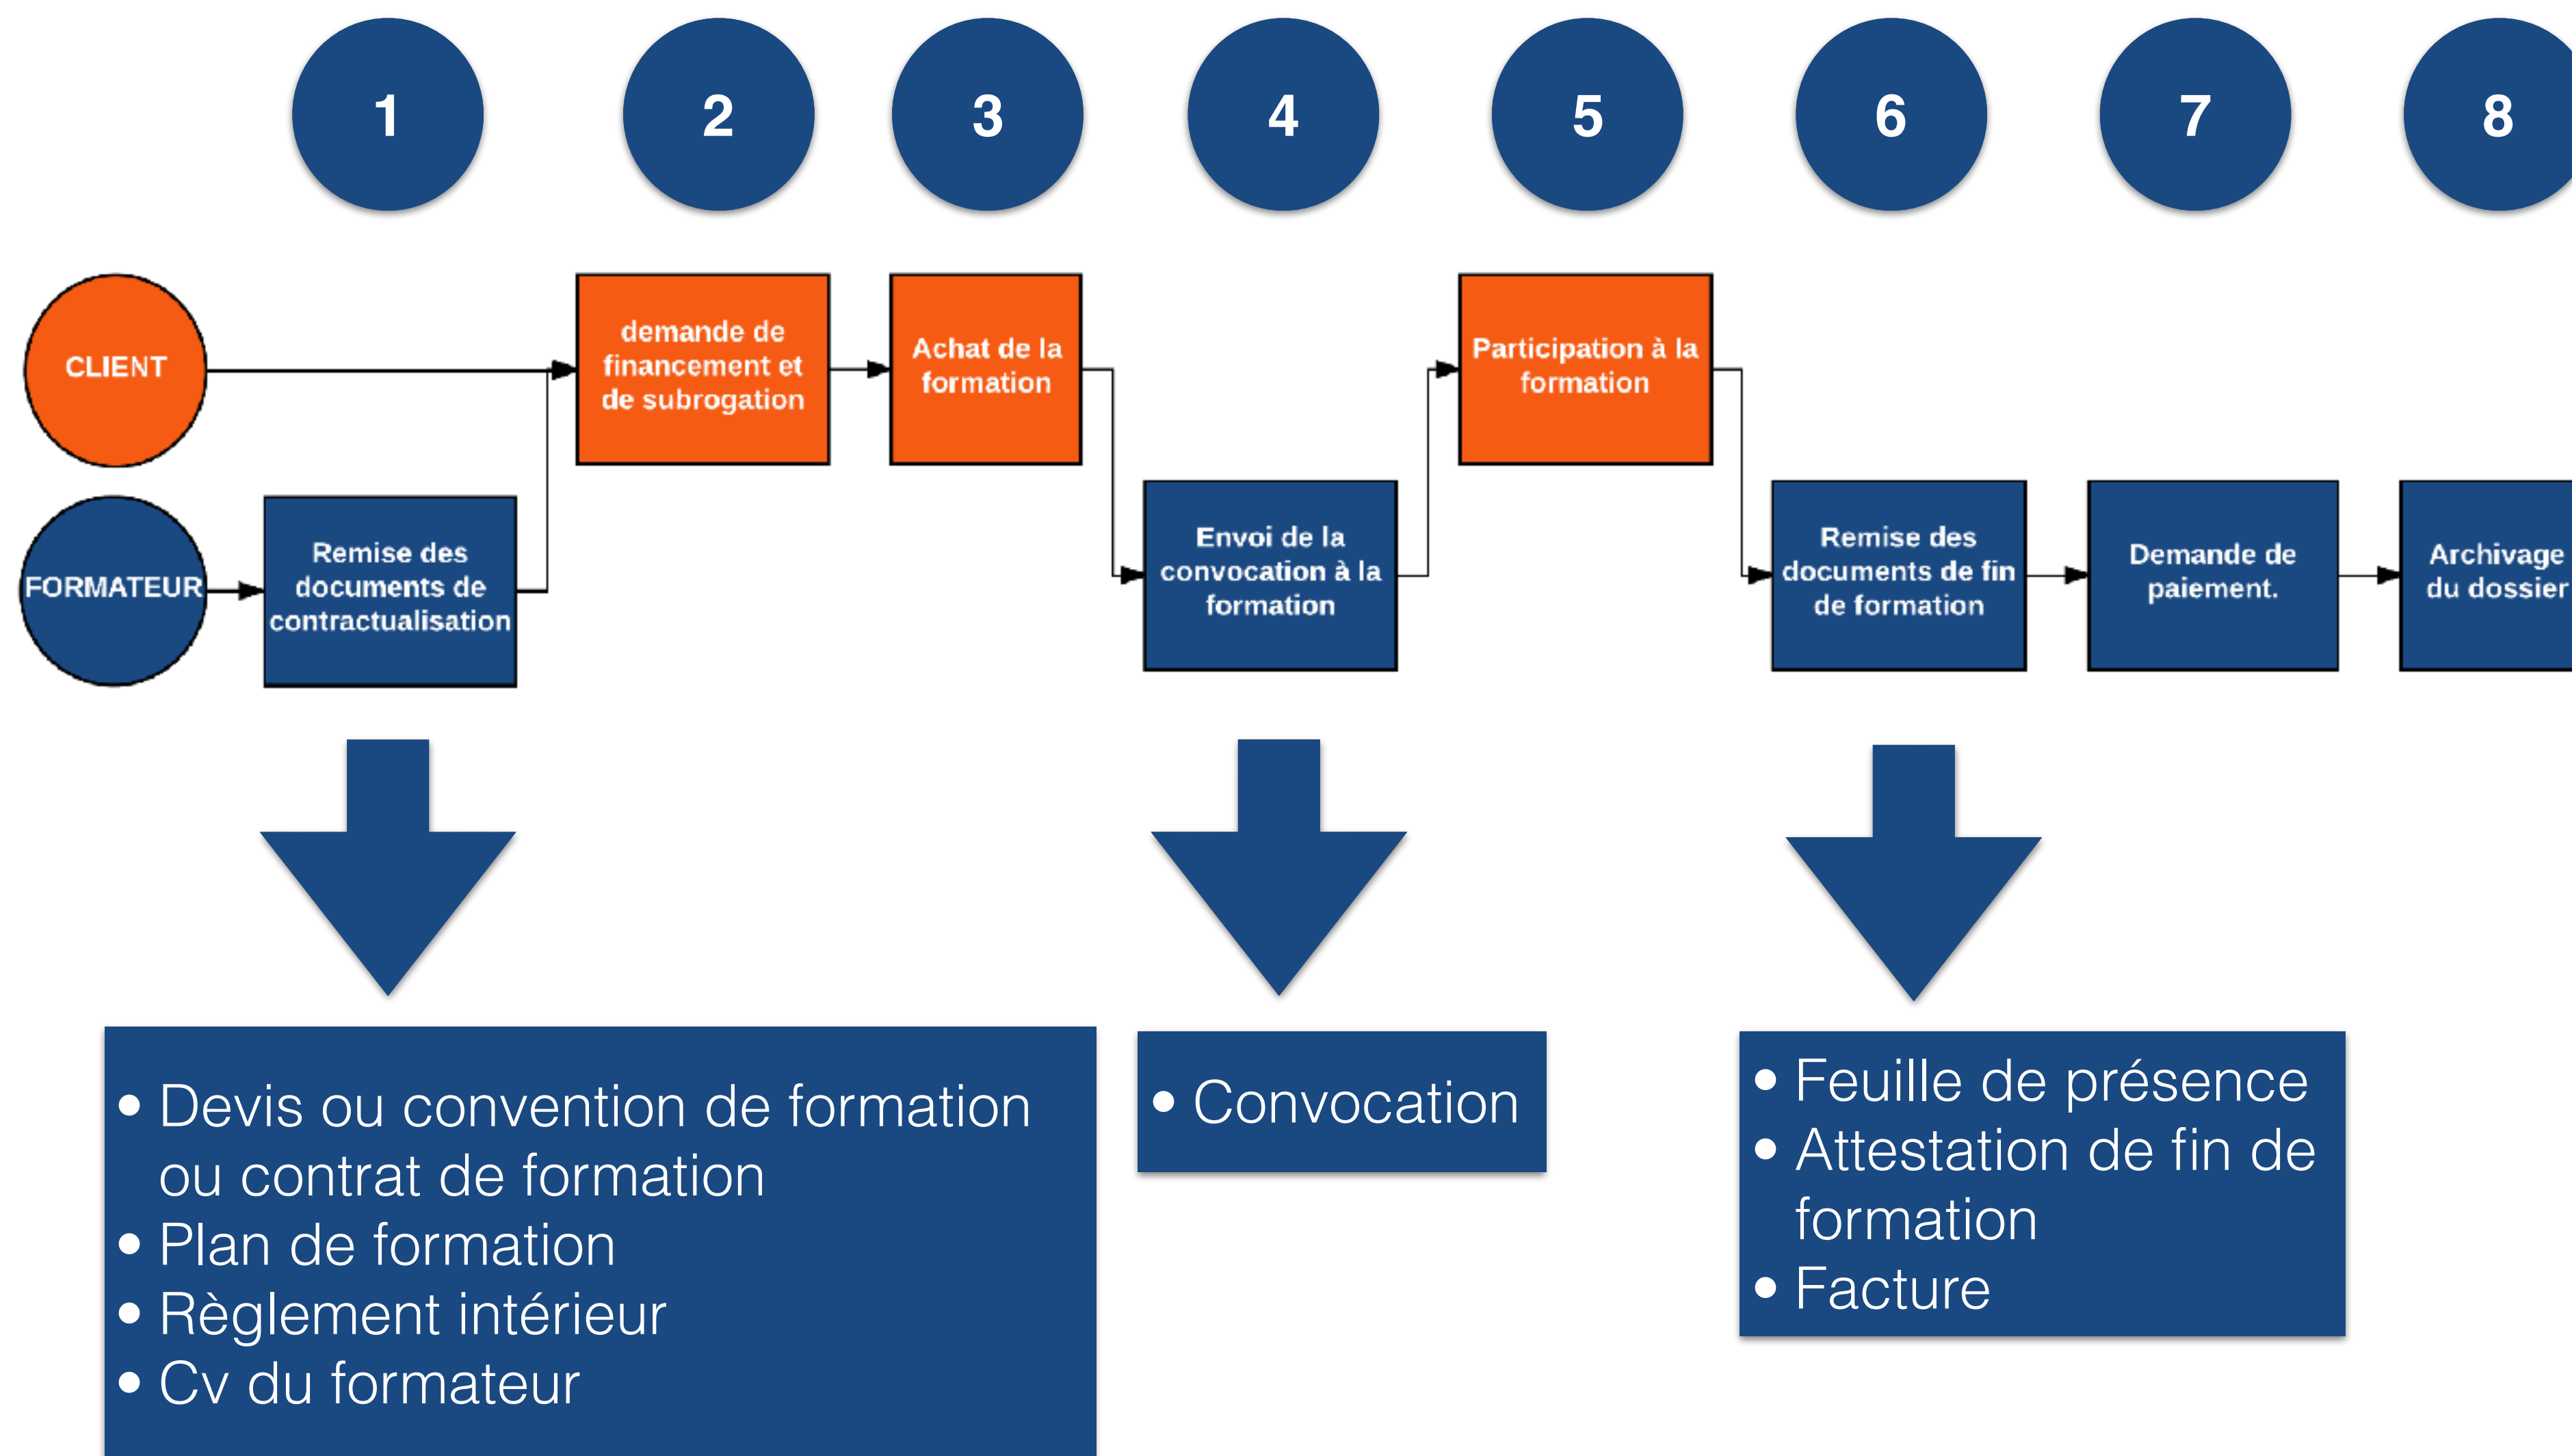 1
2
3
4
5
6
7
8
CLIENT
demande de
financement et
de subrogation
Achat de la
formation
Participation à la
formation
FORMATEUR
Remise des
documents de
contractualisation
Envoi de la
convocation à la
formation
Remise des
documents de fin
de formation
Demande de
paiement.
Archivage
du dossier
• Devis ou convention de formation
ou contrat de formation
• Plan de formation
• Règlement intérieur
• Cv du formateur
• Convocation
• Feuille de présence
• Attestation de fin de
formation
• Facture